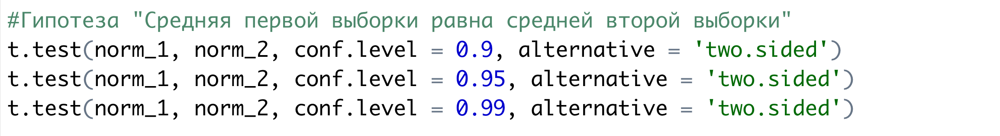 #Гипотеза "Средняя первой выборки равна средней второй выборки"
t.test(norm_1, norm_2, conf.level = 0.9, alternative = 'two.sided')
t.test(norm_1, norm_2, conf.level = 0.95, alternative = 'two.sided')
t.test(norm_1, norm_2, conf.level = 0.99, alternative = 'two.sided')